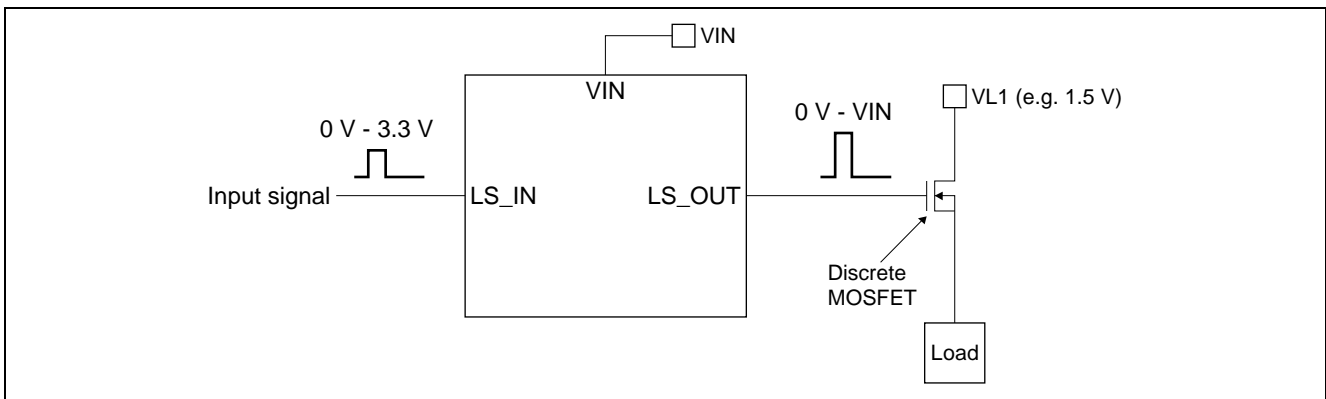 VIN
VIN
VL1 (e.g. 1.5 V)
0 V - 3.3 V
0 V - VIN
Input signal
LS_IN
LS_OUT
Discrete
MOSFET
Load